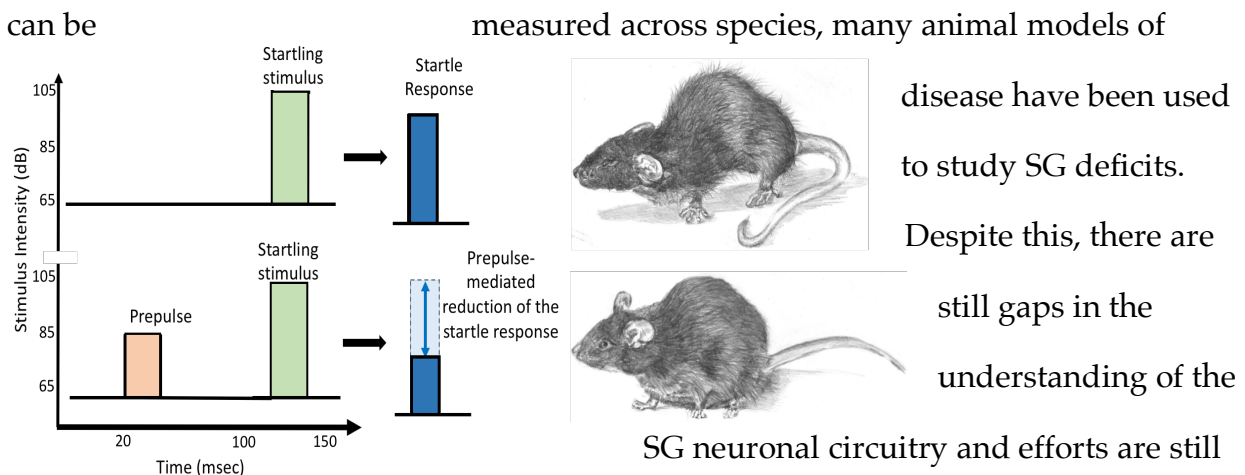 can be measured across species, many animal models of
Startling
stimulus
Startle
Response
105
85
65
Stimulus Intensity (dB)
disease have been used
to study SG deficits.
Despite this, there are
105
85
65
Prepulse
Startling
stimulus
Prepulse-
mediated
reduction of the
startle response
20
100
150
Time (msec)
still gaps in the
understanding of the
SG neuronal circuitry and efforts are still